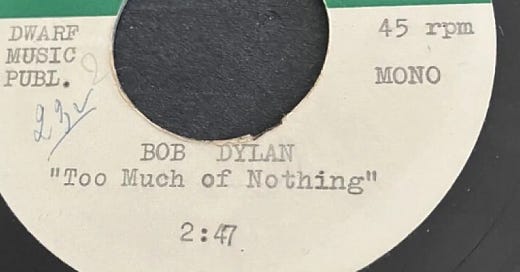 DWARF
MUSIC
PUBL.
45 rpm
MONO
BOB DYLAN
"Too Much of Nothing"
2:47